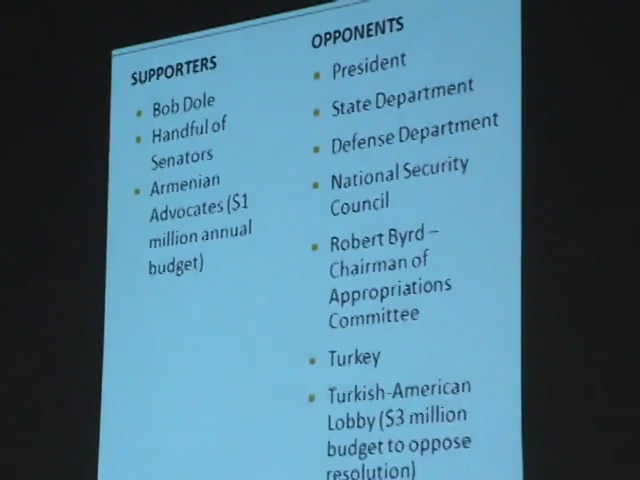 SUPPORTERS
• Bob Dole
• Handful of
Senators
• Armenian
Advocates ($1
million annual
budget)
OPPONENTS
• President
• State Department
• Defense Department
• National Security
Council
• Robert Byrd –
Chairman of
Appropriations
Committee
• Turkey
• Turkish-American
Lobby ($3 million
budget to oppose
resolution)